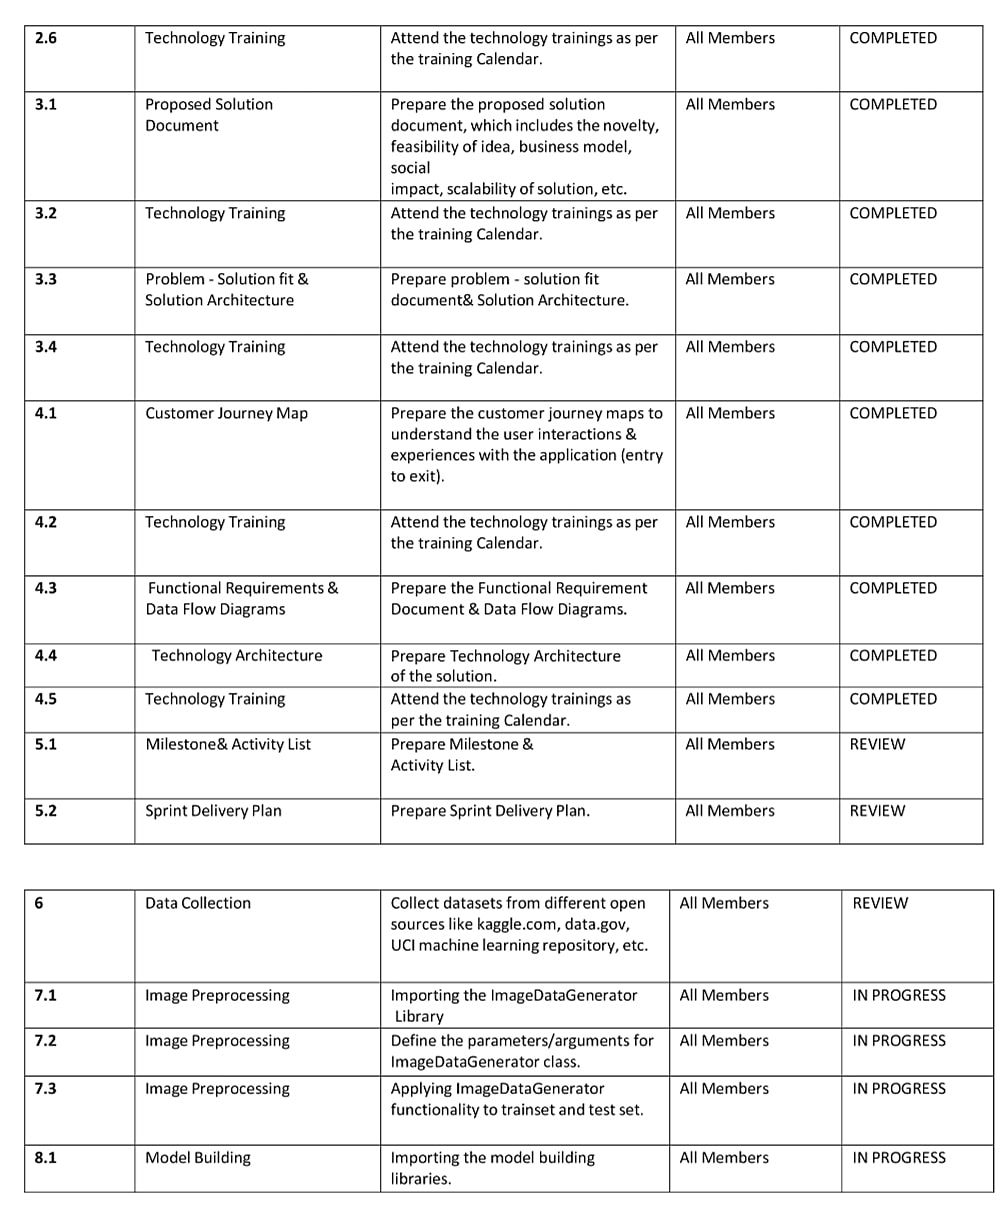 2.6 Technology Training Attend the technology trainings as per All Members COMPLETED
the training Calendar.
3.1 Proposed Solution Prepare the proposed solution All Members COMPLETED
Document document, which includes the novelty,
feasibility of idea, business model,
social
impact, scalability of solution, etc.
3.2 Technology Training Attend the technology trainings as per All Members COMPLETED
the training Calendar.
3.3 Problem - Solution fit & Prepare problem - solution fit All Members COMPLETED
Solution Architecture document& Solution Architecture.
3.4 Technology Training Attend the technology trainings as per All Members COMPLETED
the training Calendar.
4.1 Customer Journey Map Prepare the customer journey maps to All Members COMPLETED
understand the user interactions &
experiences with the application (entry
to exit).
4.2 Technology Training Attend the technology trainings as per All Members COMPLETED
the training Calendar.
4.3 Functional Requirements & Prepare the Functional Requirement All Members COMPLETED
Data Flow Diagrams Document & Data Flow Diagrams.
4.4 Technology Architecture Prepare Technology Architecture All Members COMPLETED
of the solution.
4.5 Technology Training Attend the technology trainings as All Members COMPLETED
per the training Calendar.
5.1 Milestone& Activity List Prepare Milestone & All Members REVIEW
Activity List.
5.2 Sprint Delivery Plan Prepare Sprint Delivery Plan. All Members REVIEW
6 Data Collection Collect datasets from different open All Members REVIEW
sources like kaggle.com, data.gov,
UCI machine learning repository, etc.
7.1 Image Preprocessing Importing the ImageDataGenerator All Members IN PROGRESS
Library
7.2 Image Preprocessing Define the parameters/arguments for All Members IN PROGRESS
ImageDataGenerator class.
7.3 Image Preprocessing Applying ImageDataGenerator All Members IN PROGRESS
functionality to trainset and test set.
8.1 Model Building Importing the model building All Members IN PROGRESS
libraries.